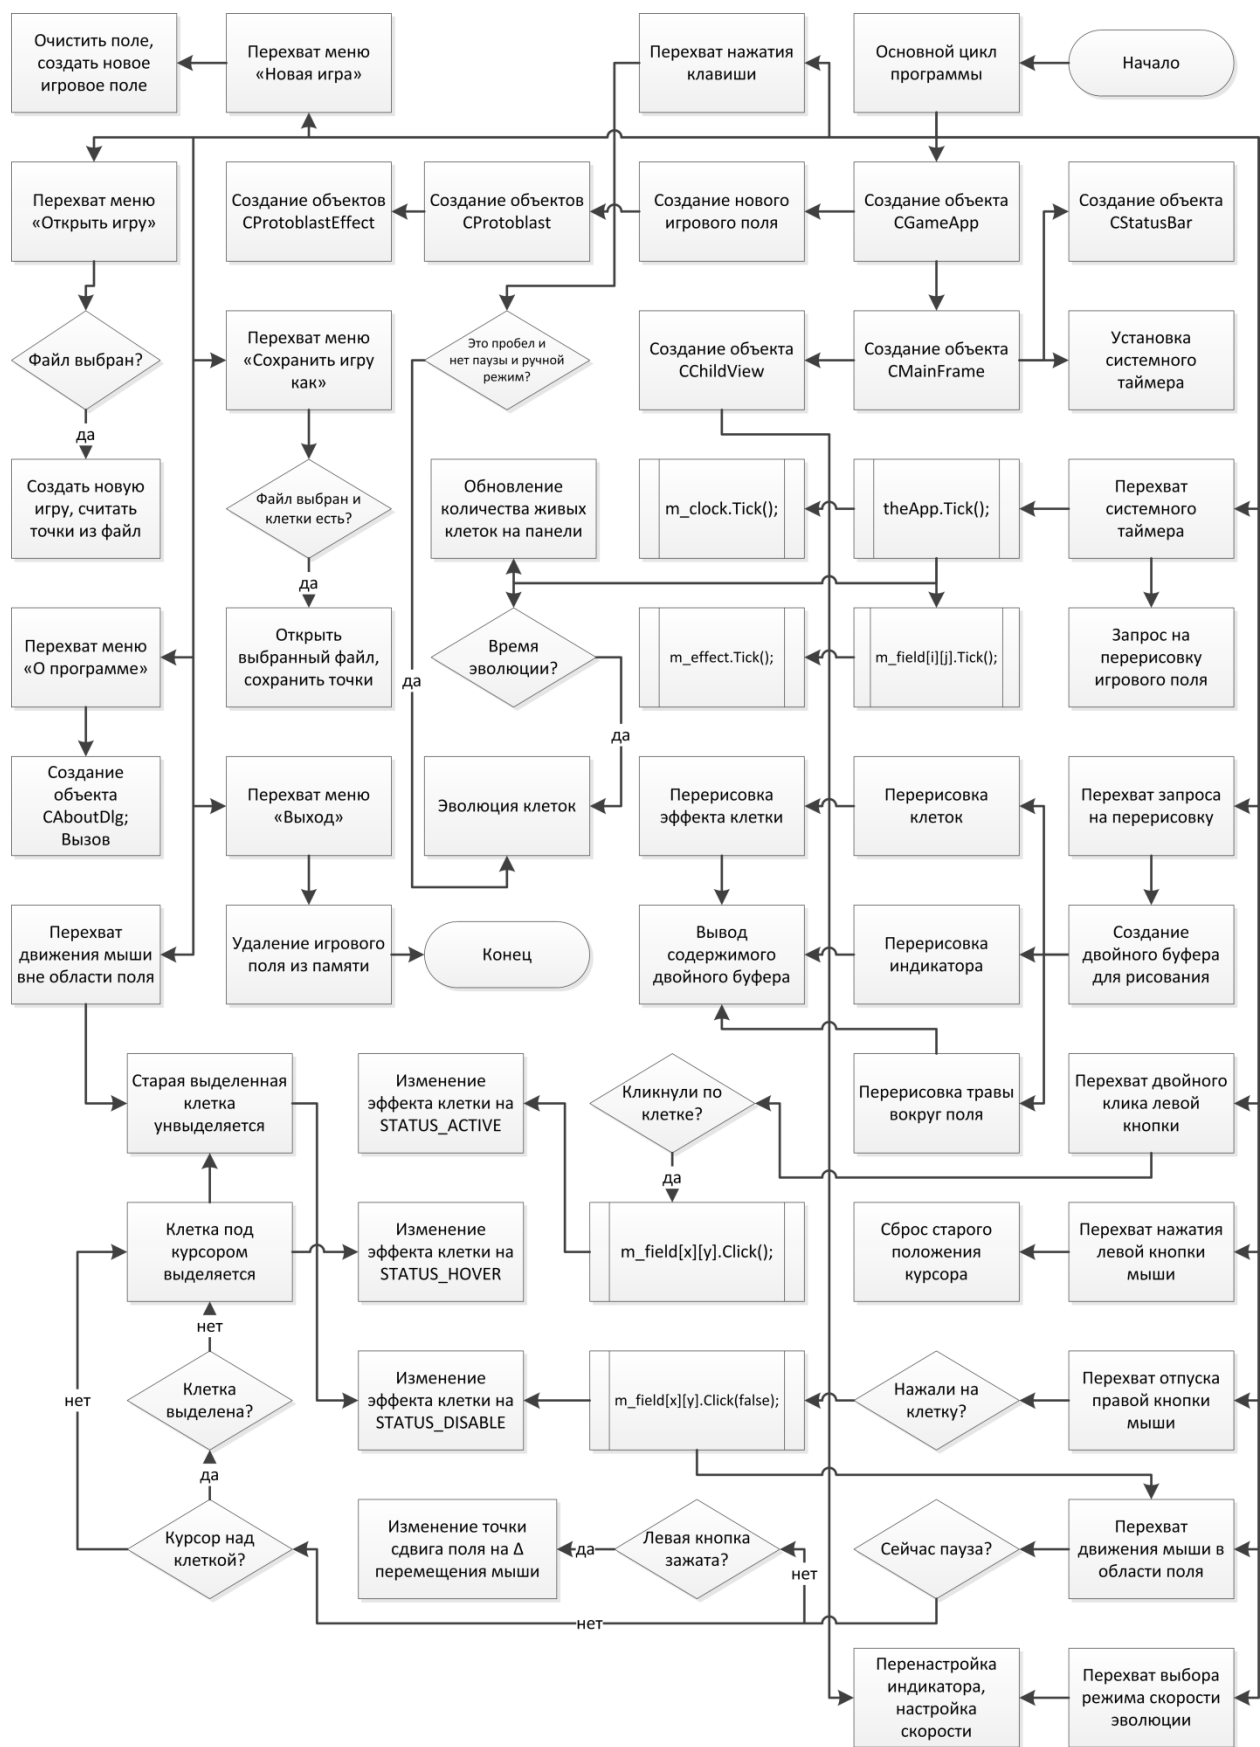 Очистить поле,
создать новое
игровое поле
Перехват меню
«Новая игра»
Перехват нажатия
клавиши
Основной цикл
программы
Начало
Перехват меню
«Открыть игру»
Создание объектов
CProtoblastEffect
Создание объектов
CProtoblast
Создание нового
игрового поля
Создание объекта
CGameApp
Создание объекта
CStatusBar
Файл выбран?
Перехват меню
«Сохранить игру
как»
Это пробел и
нет паузы и ручной
режим?
Создание объекта
CChildView
Создание объекта
CMainFrame
Установка
системного
таймера
да
Создать новую
игру, считать
точки из файл
Файл выбран и
клетки есть?
Обновление
количества живых
клеток на панели
m_clock.Tick();
theApp.Tick();
Перехват
системного
таймера
да
Перехват меню
«О программе»
Открыть
выбранный файл,
сохранить точки
да
Время
эволюции?
m_effect.Tick();
m_field[i][j].Tick();
Запрос на
перерисовку
игрового поля
да
Создание
объекта
CAboutDlg;
Вызов
Перехват меню
«Выход»
Эволюция клеток
Перерисовка
эффекта клетки
Перерисовка
клеток
Перехват запроса
на перерисовку
Перехват
движения мыши
вне области поля
Удаление игрового
поля из памяти
Конец
Вывод
содержимого
двойного буфера
Перерисовка
индикатора
Создание
двойного буфера
для рисования
Старая выделенная
клетка
унвыделяется
Изменение
эффекта клетки на
STATUS_ACTIVE
Кликнули по
клетке?
Перерисовка травы
вокруг поля
Перехват двойного
клика левой
кнопки
да
Клетка под
курсором
выделяется
Изменение
эффекта клетки на
STATUS_HOVER
m_field[x][y].Click();
Сброс старого
положения
курсора
Перехват нажатия
левой кнопки
мыши
нет
нет
Клетка
выделена?
Изменение
эффекта клетки на
STATUS_DISABLE
m_field[x][y].Click(false);
Нажали на
клетку?
Перехват отпуска
правой кнопки
мыши
да
Курсор над
клеткой?
Изменение точки
сдвига поля на Δ
перемещения мыши
да
Левая кнопка
зажата?
нет
Сейчас пауза?
Перехват
движения мыши в
области поля
нет
Перенастройка
индикатора,
настройка
скорости
Перехват выбора
режима скорости
эволюции